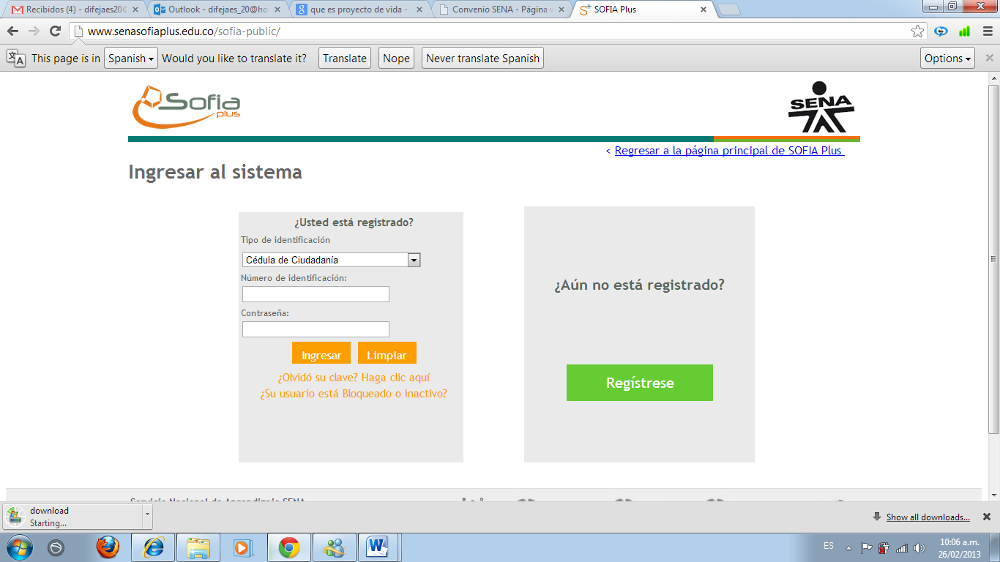 Recibidos (4) - difejaes20@
Outlook - difejaes_20@ho
que es proyecto de vida -
Convenio SENA - Página
SOFIA Plus
www.senasofiaplus.edu.co/sofia-public/
This page is in Spanish Would you like to translate it? Translate Nope Never translate Spanish Options
Sofia
plus
SENA
< Regresar a la página principal de SOFIA Plus
Ingresar al sistema
¿Usted está registrado?
Tipo de identificación
Cédula de Ciudadanía
Número de identificación:
Contraseña:
Ingresar Limpiar
¿Olvidó su clave? Haga clic aquí
¿Su usuario está Bloqueado o Inactivo?
¿Aún no está registrado?
Regístrese
Servicio Nacional de Aprendizaje SENA
download
Starting...
Show all downloads...
ES
10:06 a.m.
26/02/2013